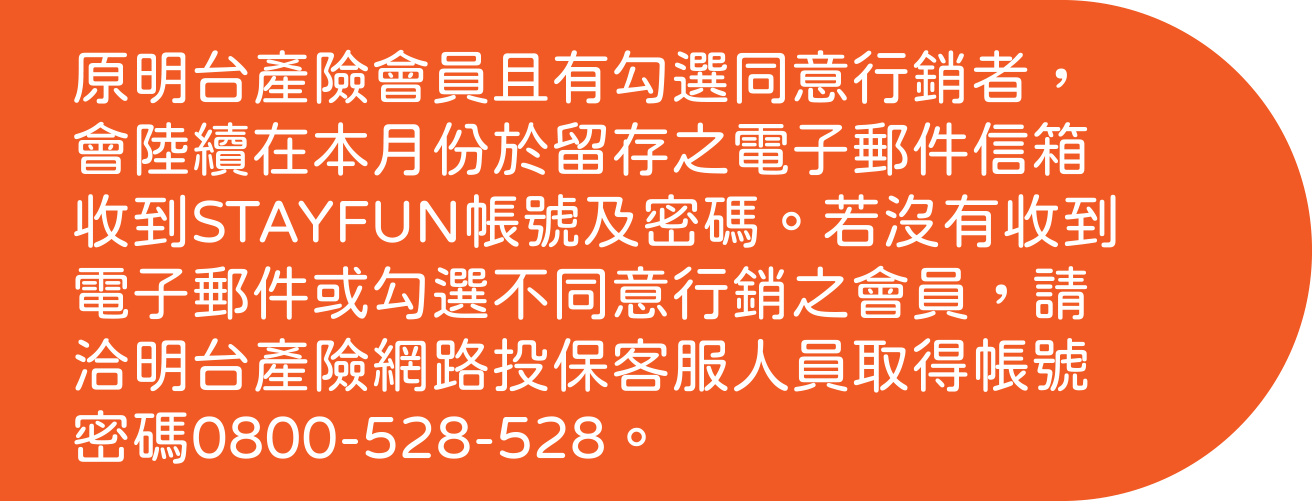 原明台產險會員且有勾選同意行銷者，
會陸續在本月份於留存之電子郵件信箱
收到STAYFUN帳號及密碼。若沒有收到
電子郵件或勾選不同意行銷之會員，請
洽明台產險網路投保客服人員取得帳號
密碼0800-528-528。